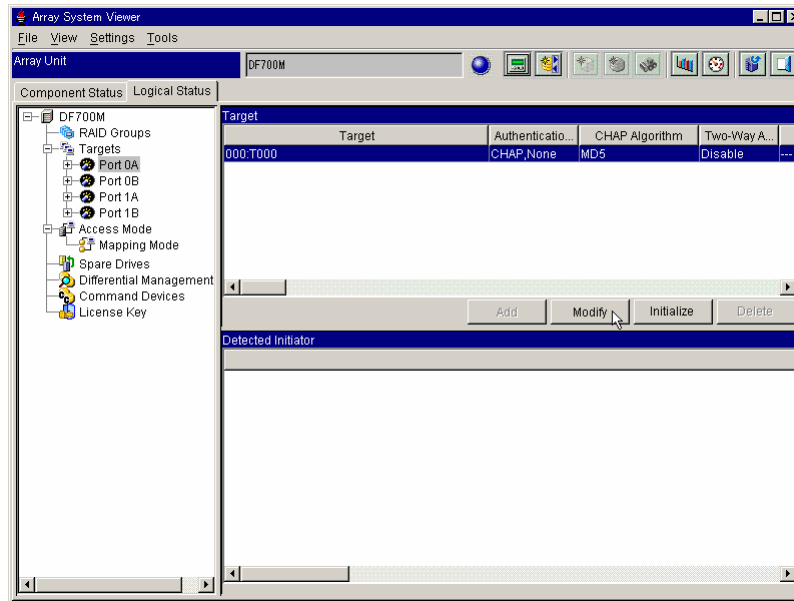 Array System Viewer
File View Settings Tools
Array Unit
DF700M
Component Status Logical Status
DF700M
RAID Groups
Targets
Port 0A
Port 0B
Port 1A
Port 1B
Access Mode
Mapping Mode
Spare Drives
Differential Management
Command Devices
License Key
Target
Target Authenticatio... CHAP Algorithm Two-Way A...
000:T000 CHAP,None MD5 Disable ---
Add Modify Initialize Delete
Detected Initiator